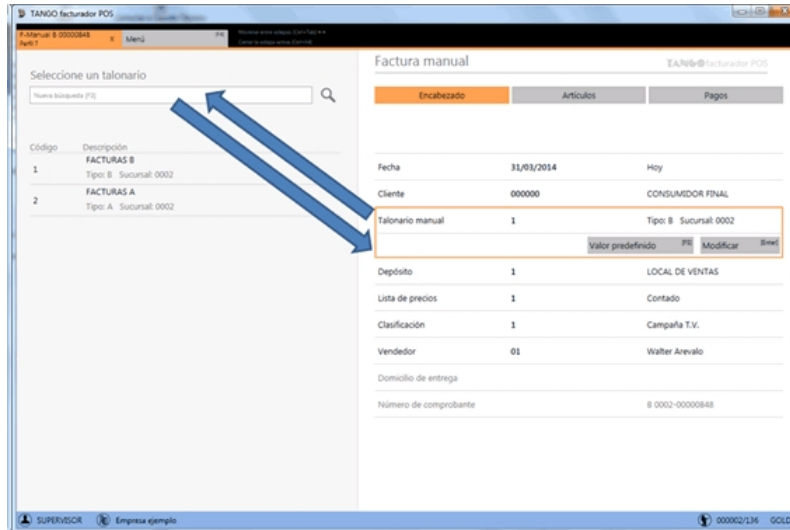 TANGO facturador POS
F-Manual B 00000848 X
Perfil 1
Menú [F4]
Seleccione un talonario
Nueva búsqueda [F3]
Código Descripción
1 FACTURAS B
Tipo: B Sucursal: 0002
2 FACTURAS A
Tipo: A Sucursal: 0002
Factura manual
TANGO facturador POS
Encabezado Artículos Pagos
Fecha 31/03/2014 Hoy
Cliente 000000 CONSUMIDOR FINAL
Talonario manual 1 Tipo: B Sucursal: 0002
Valor predefinido Modificar [Enter]
Depósito 1 LOCAL DE VENTAS
Lista de precios 1 Contado
Clasificación 1 Campaña T.V.
Vendedor 01 Walter Arevalo
Domicilio de entrega
Número de comprobante B 0002-00000848
SUPERVISOR Empresa ejemplo 000002/136 GOLD